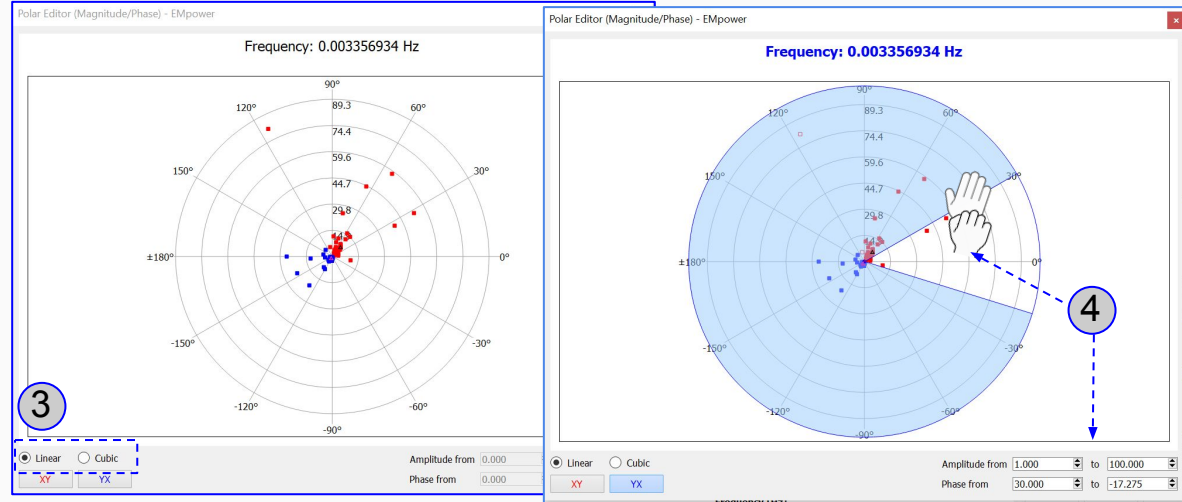 Polar Editor (Magnitude/Phase) - EMpower
Frequency: 0.003356934 Hz
90°
120°
89.3
60°
74.4
150°
59.6
30°
44.7
29.8
±180°
0°
-150°
-30°
-120°
-60°
-90°
3
Linear
Cubic
Amplitude from 0.000
XY
YX
Phase from 0.000
Polar Editor (Magnitude/Phase) - EMpower
x
Frequency: 0.003356934 Hz
90°
120°
89.3
60°
74.4
150°
59.6
30°
44.7
29.8
±180°
0°
4
-150°
-30°
-120°
-60°
-90°
Linear
Cubic
Amplitude from 1.000 to 100.000
XY
YX
Phase from 30.000 to -17.275